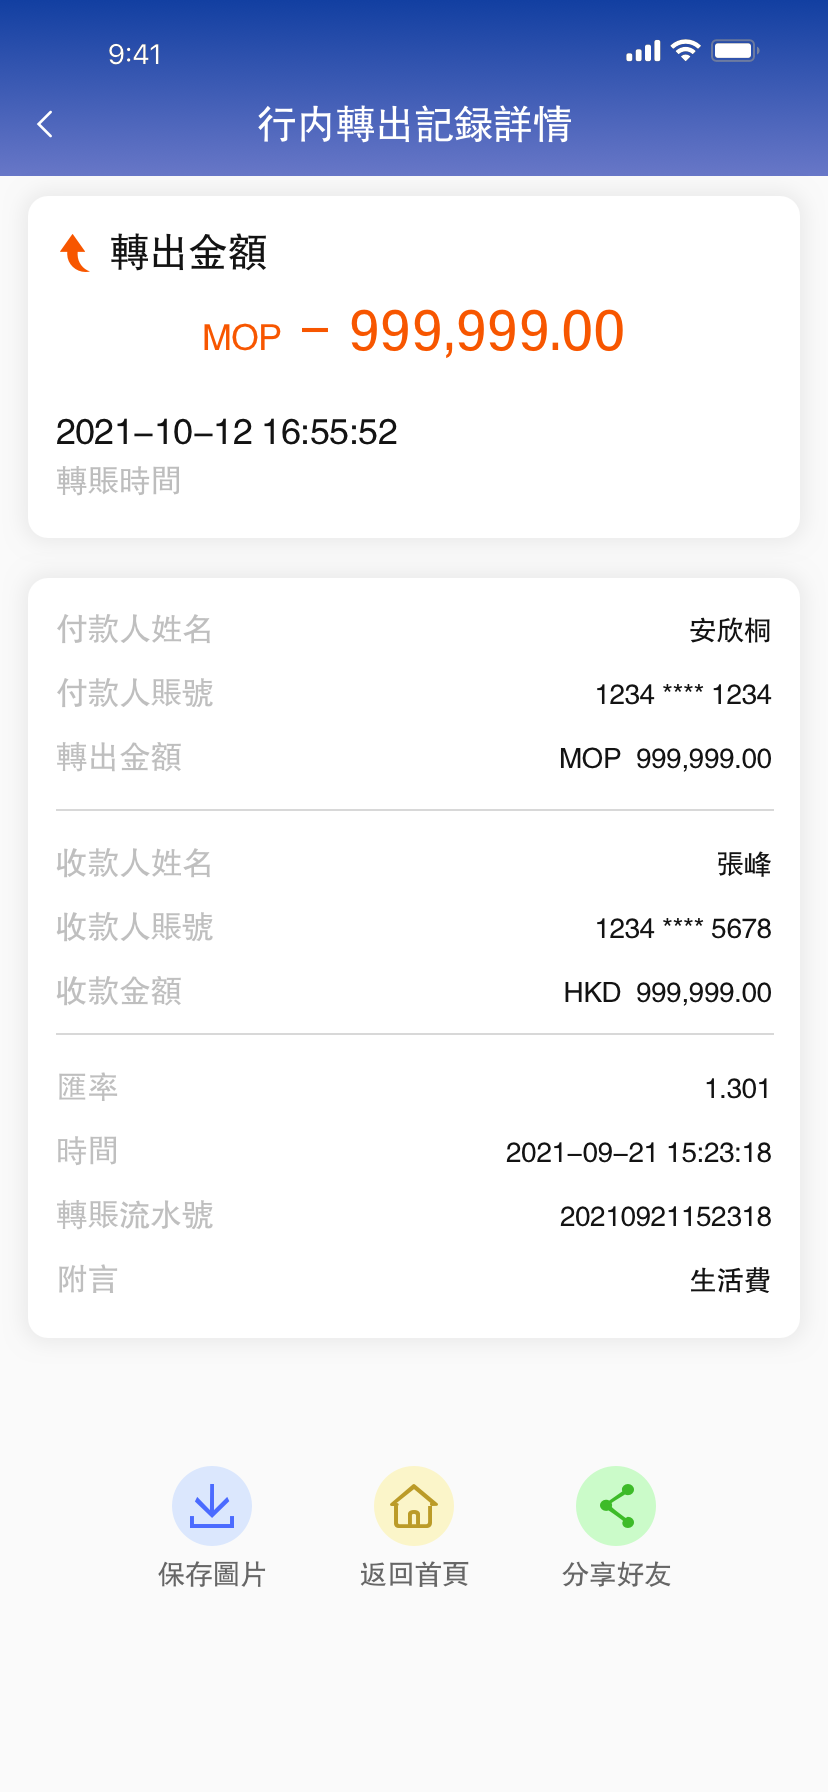 9:41
行内轉出記録詳情
轉出金額
MOP – 999,999.00
2021–10–12 16:55:52
轉賬時間
付款人姓名 安欣桐
付款人賬號 1234 **** 1234
轉出金額 MOP 999,999.00
收款人姓名 張峰
收款人賬號 1234 **** 5678
收款金額 HKD 999,999.00
匯率 1.301
時間 2021–09–21 15:23:18
轉賬流水號 20210921152318
附言 生活費
保存圖片 返回首頁 分享好友